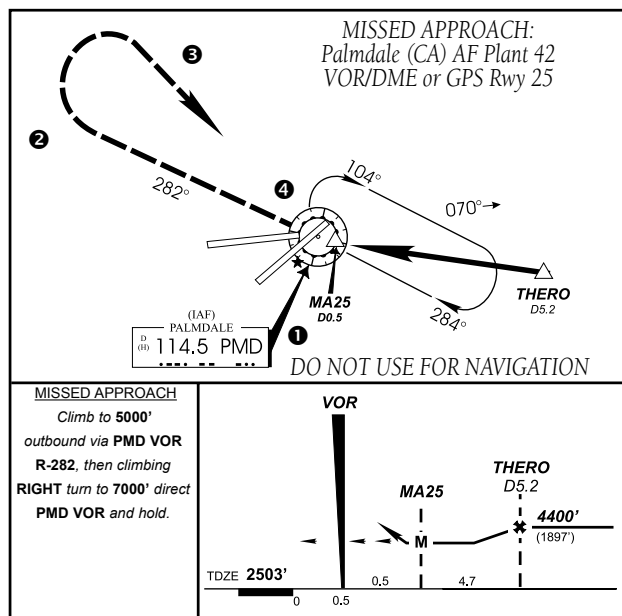 MISSED APPROACH:
Palmdale (CA) AF Plant 42
VOR/DME or GPS Rwy 25
❸
❷
282°
❹
104°
070°
284°
MA25
D0.5
THERO
D5.2
(IAF)
PALMDALE
D
(H) 114.5 PMD
❶
DO NOT USE FOR NAVIGATION
MISSED APPROACH
Climb to 5000'
outbound via PMD VOR
R-282, then climbing
RIGHT turn to 7000' direct
PMD VOR and hold.
VOR
MA25
THERO
D5.2
4400'
(1897')
M
TDZE 2503'
0.5
4.7
0
0.5